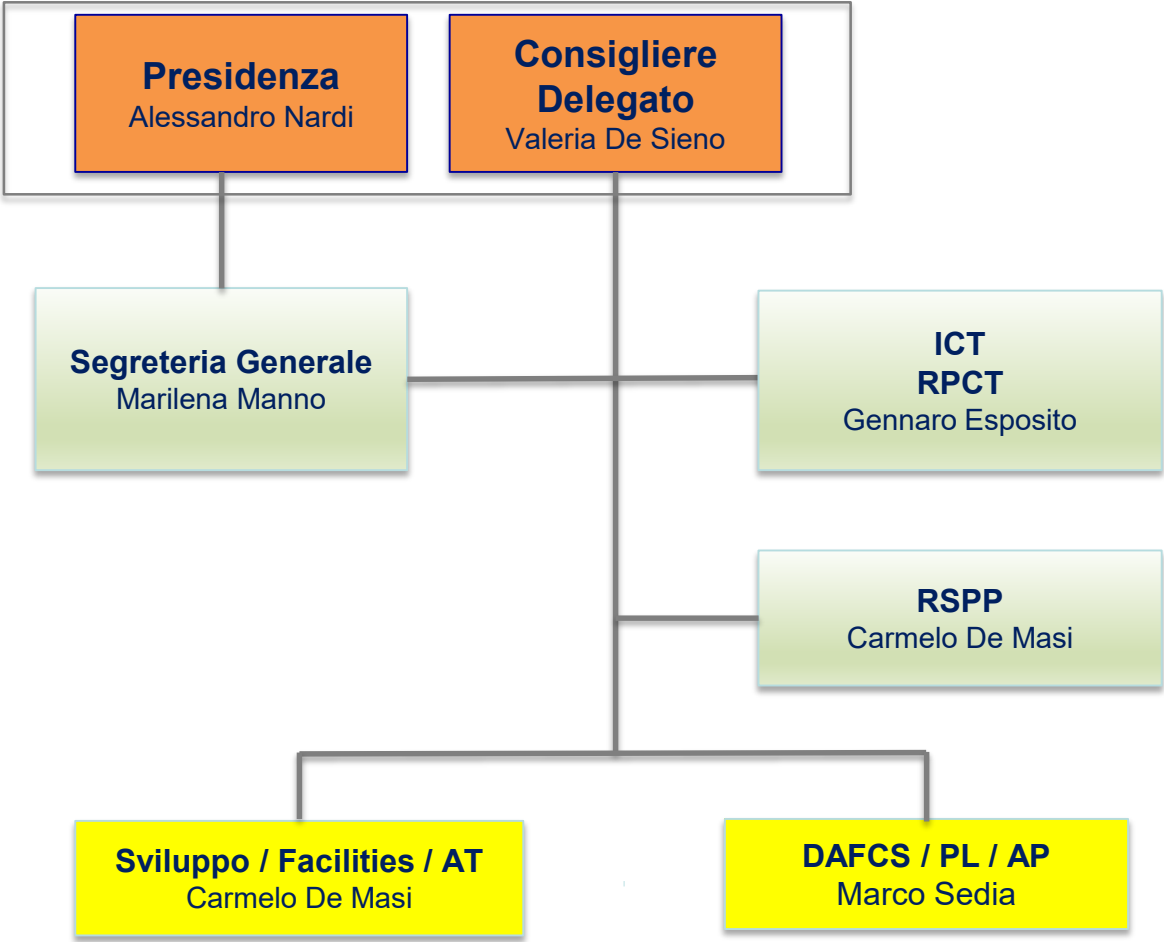 Presidenza
Alessandro Nardi
Consigliere
Delegato
Valeria De Sieno
Segreteria Generale
Marilena Manno
ICT
RPCT
Gennaro Esposito
RSPP
Carmelo De Masi
Sviluppo / Facilities / AT
Carmelo De Masi
DAFCS / PL / AP
Marco Sedia